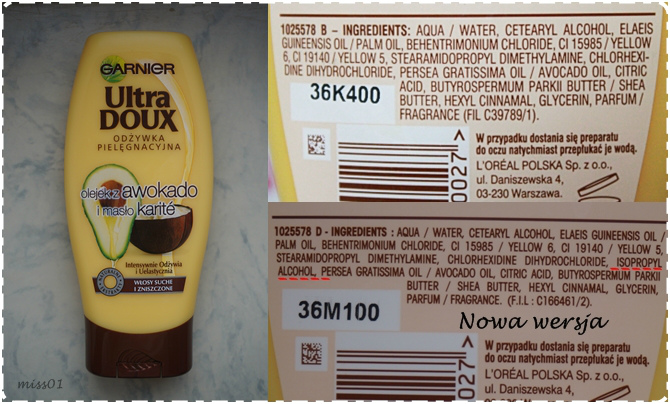 GARNIER
Ultra
DOUX
ODŻYWKA
PIELĘGNACYJNA
olejek z awokado
i masło karité
Intensywnie Odżywia
i Uelastycznia
WŁOSY SUCHE
I ZNISZCZONE
miss01
1025578 B - INGREDIENTS: AQUA / WATER, CETEARYL ALCOHOL, ELAEIS
GUINEENSIS OIL / PALM OIL, BEHENTRIMONIUM CHLORIDE, CI 15985 / YELLOW
6, CI 19140 / YELLOW 5, STEARAMIDOPROPYL DIMETHYLAMINE, CHLORHEXI-
DINE DIHYDROCHLORIDE, PERSEA GRATISSIMA OIL / AVOCADO OIL, CITRIC
ACID, BUTYROSPERMUM PARKII BUTTER / SHEA
BUTTER, HEXYL CINNAMAL, GLYCERIN, PARFUM /
FRAGRANCE (FIL C39789/1).
36K400
W przypadku dostania się preparatu
do oczu natychmiast przepłukać je wodą.
L'ORÉAL POLSKA Sp. z o.o.,
ul. Daniszewska 4,
03-230 Warszawa.
0027
1025578 D - INGREDIENTS : AQUA / WATER, CETEARYL ALCOHOL, ELAEIS GUINEENSIS OIL /
PALM OIL, BEHENTRIMONIUM CHLORIDE, CI 15985 / YELLOW 6, CI 19140 / YELLOW 5,
STEARAMIDOPROPYL DIMETHYLAMINE, CHLORHEXIDINE DIHYDROCHLORIDE, ISOPROPYL
ALCOHOL, PERSEA GRATISSIMA OIL / AVOCADO OIL, CITRIC ACID, BUTYROSPERMUM PARKII
BUTTER / SHEA BUTTER, HEXYL CINNAMAL, GLYCERIN,
PARFUM / FRAGRANCE. (F.I.L : C166461/2).
36M100
Nowa wersja
W przypadku dostania się preparatu
do oczu natychmiast przepłukać je wodą.
L'ORÉAL POLSKA Sp. z o.o.,
ul. Daniszewska 4,
0027